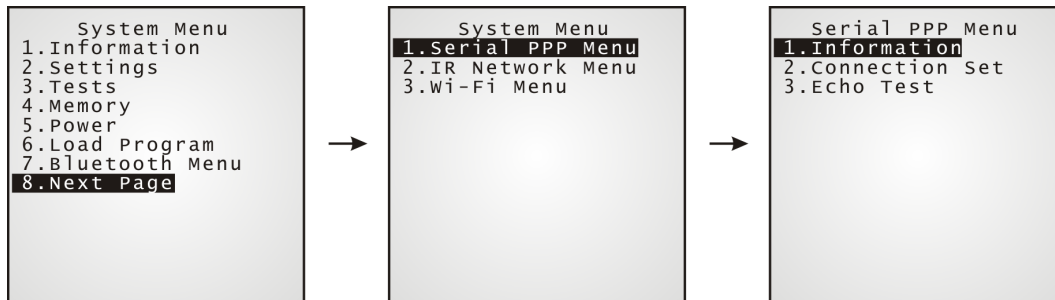 System Menu
1.Information
2.Settings
3.Tests
4.Memory
5.Power
6.Load Program
7.Bluetooth Menu
8.Next Page
System Menu
1.Serial PPP Menu
2.IR Network Menu
3.Wi-Fi Menu
Serial PPP Menu
1.Information
2.Connection Set
3.Echo Test